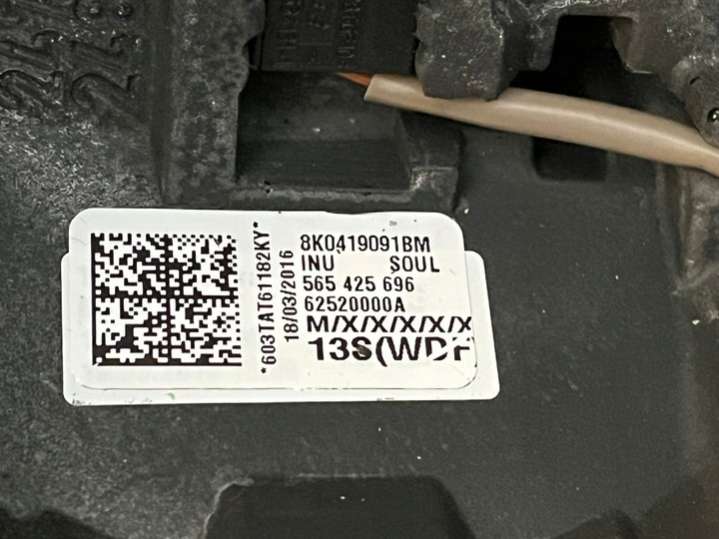 *603TAT61182KY*
18/03/2016
8K0419091BM
INU SOUL
565 425 696
62520000A
M/X/X/X/X/X
13S(WDF